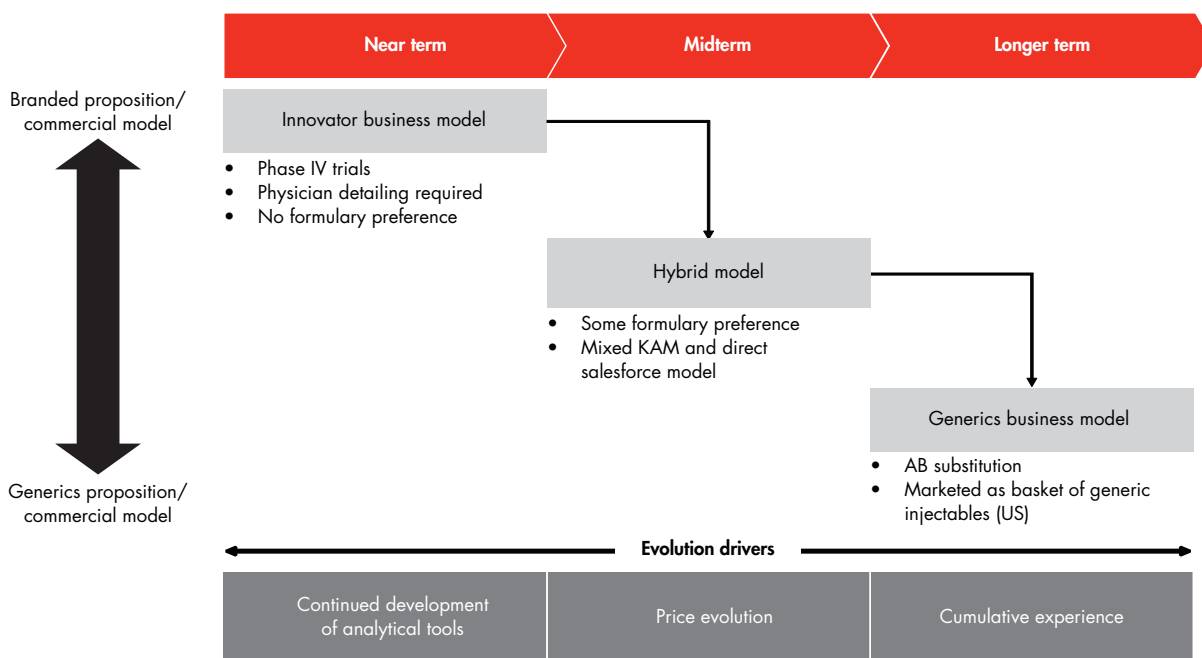 Near term
Midterm
Longer term
Branded proposition/
commercial model
Innovator business model
• Phase IV trials
• Physician detailing required
• No formulary preference
Hybrid model
• Some formulary preference
• Mixed KAM and direct
salesforce model
Generics business model
• AB substitution
• Marketed as basket of generic
injectables (US)
Generics proposition/
commercial model
Evolution drivers
Continued development
of analytical tools
Price evolution
Cumulative experience